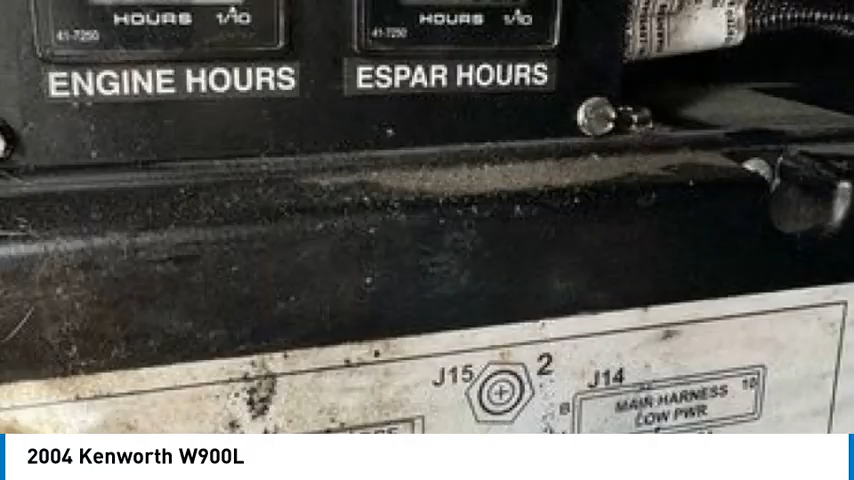 HOURS 1/10
41-7250
ENGINE HOURS
HOURS 1/10
41-7250
ESPAR HOURS
J15
2
J14
B
MAIN HARNESS
LOW PWR
10
2004 Kenworth W900L